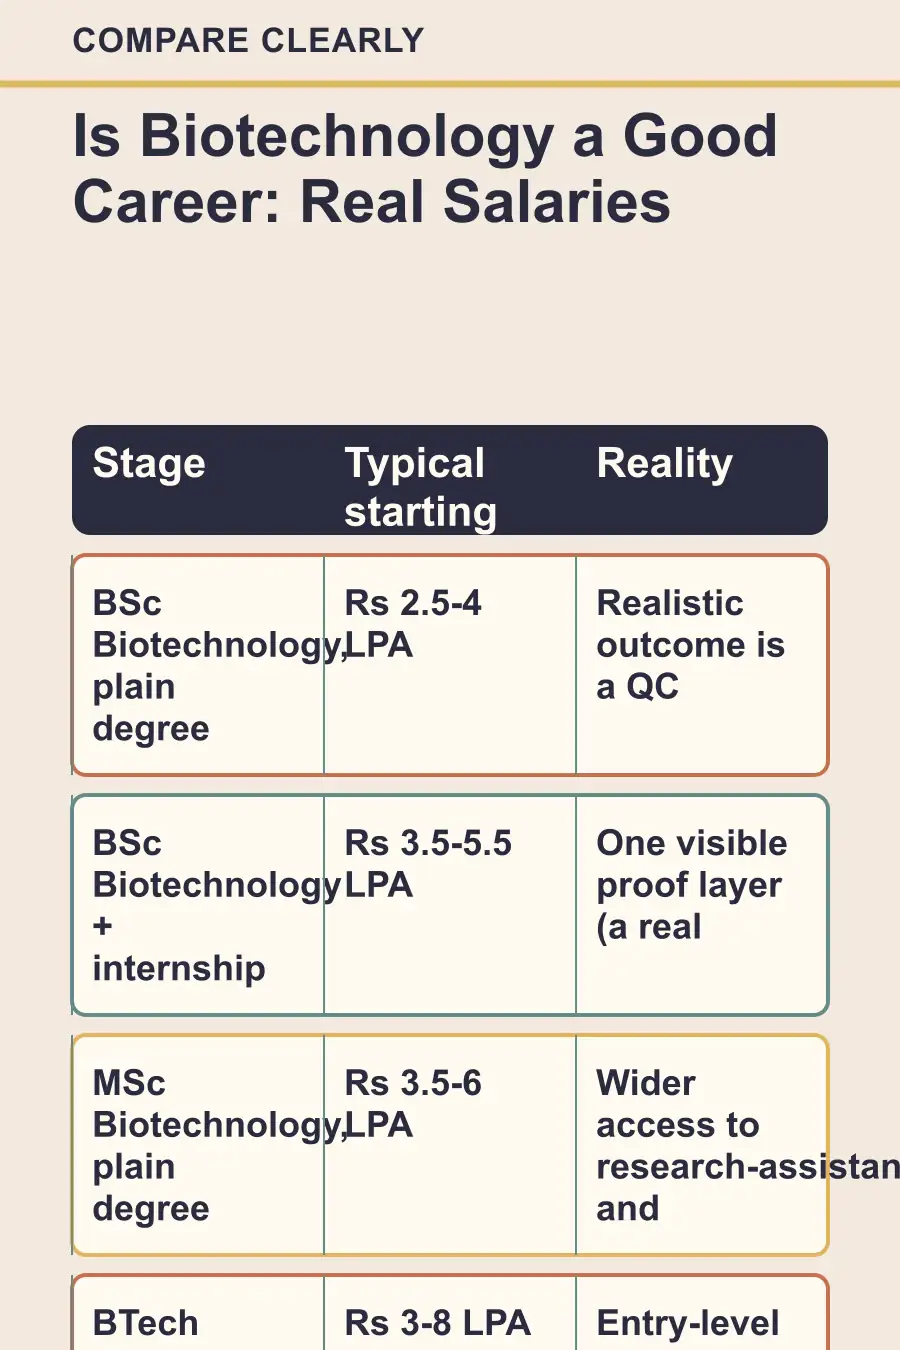 COMPARE CLEARLY
Is Biotechnology a Good
Career: Real Salaries
Stage
Typical
starting
Reality
BSc
Biotechnology,
plain
degree
Rs 2.5-4
LPA
Realistic
outcome is
a QC
BSc
Biotechnology
+
internship
Rs 3.5-5.5
LPA
One visible
proof layer
(a real
MSc
Biotechnology,
plain
degree
Rs 3.5-6
LPA
Wider
access to
research-assistan
and
BTech
Rs 3-8 LPA
Entry-level